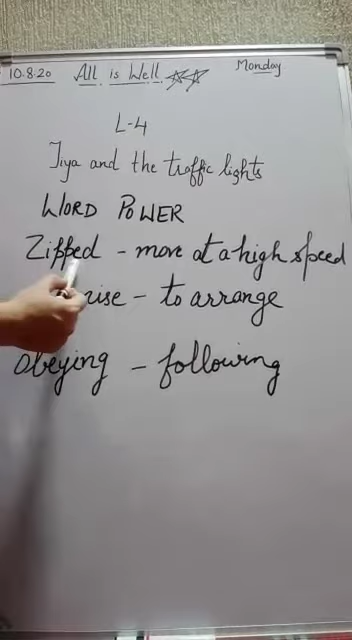 10.8.20 All is Well ☆☆ Monday
L-4
Jiya and the traffic lights
WORD POWER
Zipped - move at a high speed
rise - to arrange
Obeying - following